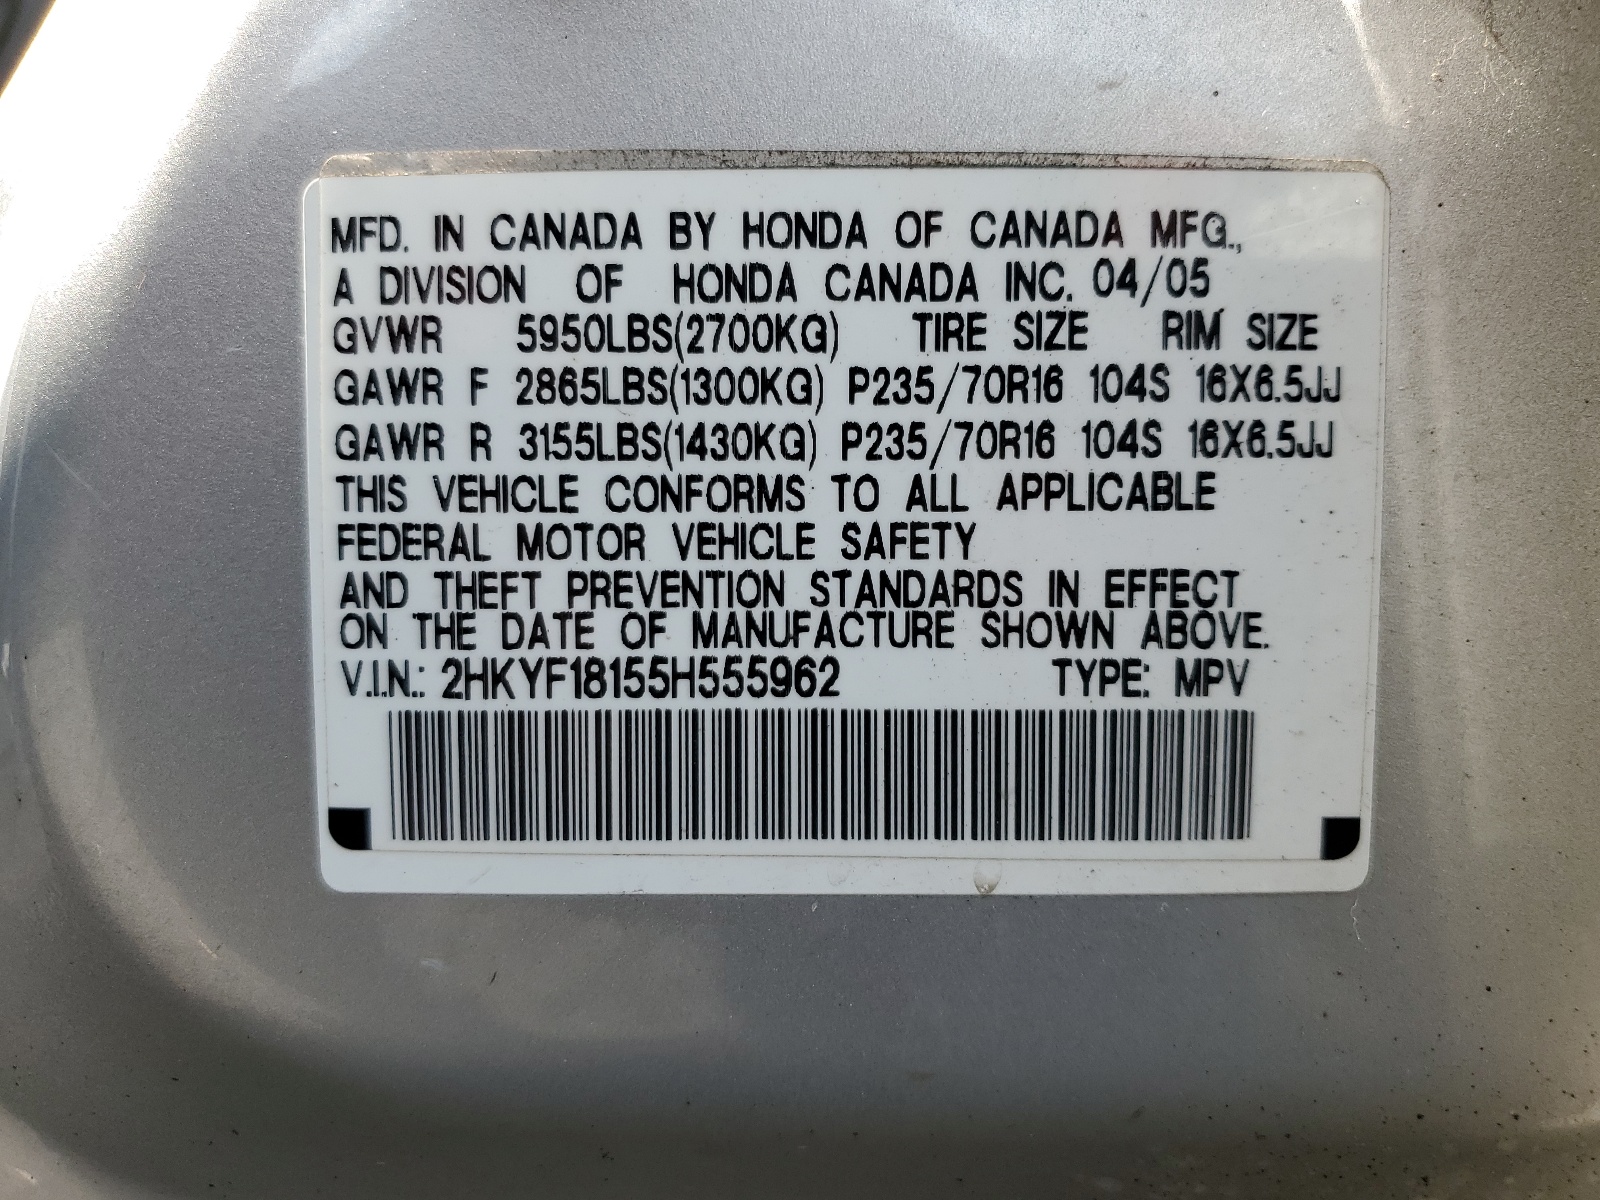 MFD. IN CANADA BY HONDA OF CANADA MFG.,
A DIVISION OF HONDA CANADA INC. 04/05
GVWR 5950LBS(2700KG) TIRE SIZE RIM SIZE
GAWR F 2865LBS(1300KG) P235/70R16 104S 16X6.5JJ
GAWR R 3155LBS(1430KG) P235/70R16 104S 16X6.5JJ
THIS VEHICLE CONFORMS TO ALL APPLICABLE
FEDERAL MOTOR VEHICLE SAFETY
AND THEFT PREVENTION STANDARDS IN EFFECT
ON THE DATE OF MANUFACTURE SHOWN ABOVE.
V.I.N.: 2HKYF18155H555962 TYPE: MPV